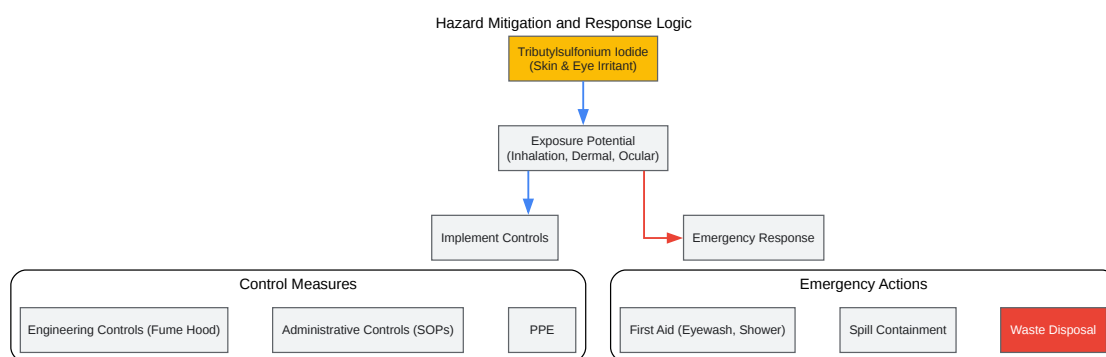 Hazard Mitigation and Response Logic
Tributylsulfonium Iodide
(Skin & Eye Irritant)
Exposure Potential
(Inhalation, Dermal, Ocular)
Implement Controls
Emergency Response
Control Measures
Emergency Actions
Engineering Controls (Fume Hood)
Administrative Controls (SOPs)
PPE
First Aid (Eyewash, Shower)
Spill Containment
Waste Disposal